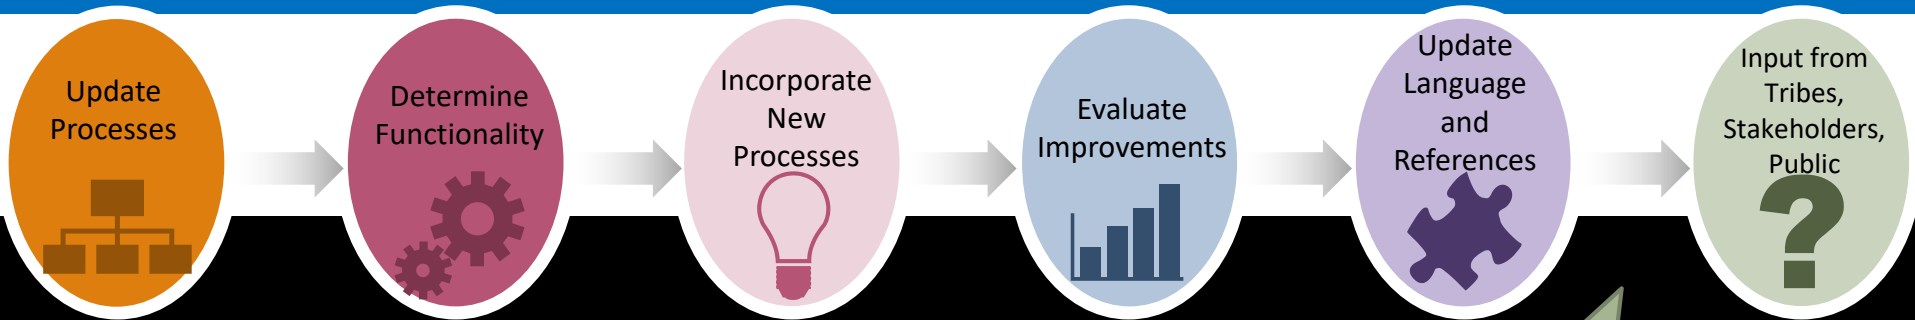 Update
Processes
Determine
Functionality
Incorporate
New
Processes
Evaluate
Improvements
Update
Language
and
References
Input from
Tribes,
Stakeholders,
Public